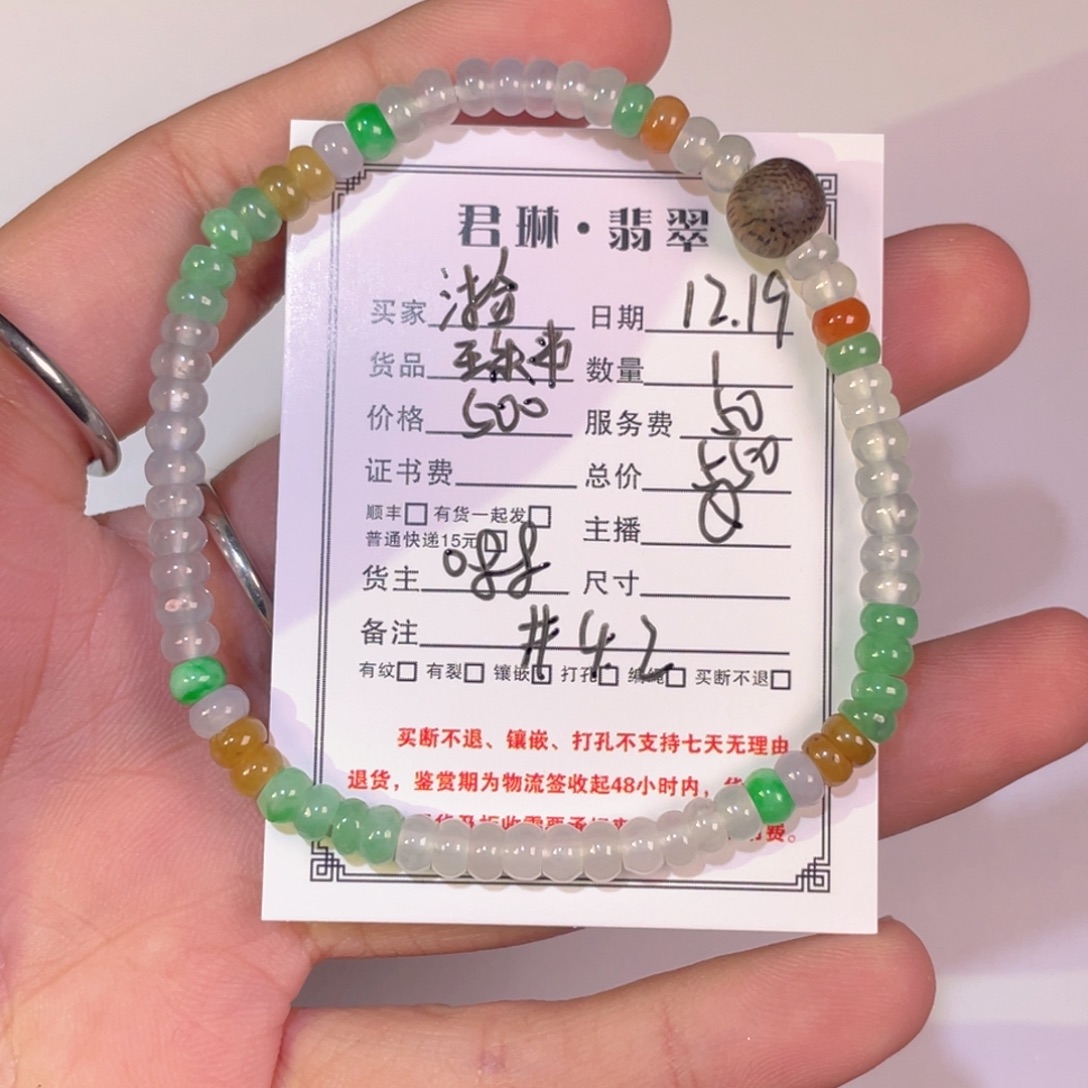 君琳·翡翠
买家 瀚 日期 12.19
货品 数量 1
价格 500 服务费 50
证书费 总价 550
顺丰□ 有货一起发□ 主播
普通快递15元□
货主 088 尺寸
备注 #4.2
有纹□ 有裂□ 镶嵌□ 打孔□ 编绳□ 买断不退□
买断不退、镶嵌、打孔不支持七天无理由
退货，鉴赏期为物流签收起48小时内，
费。